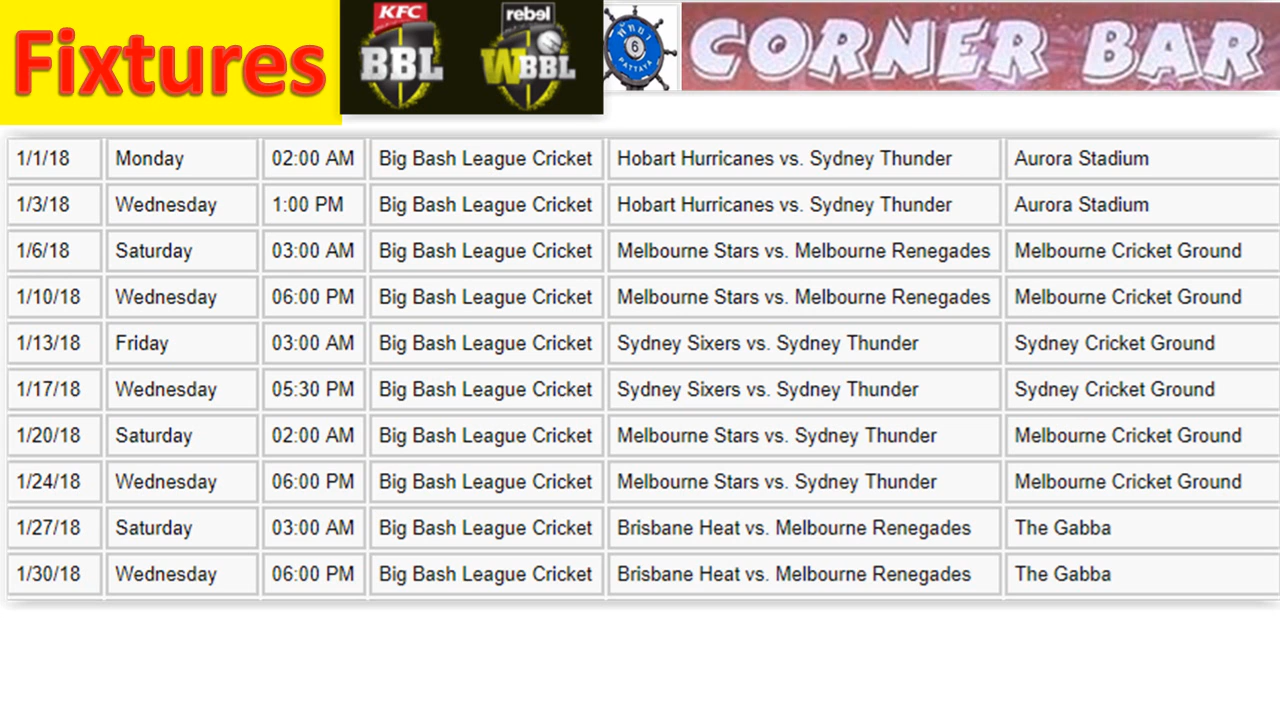 Fixtures
KFC
BBL
rebel
WBBL
พัทยา
6
PATTAYA
CORNER BAR
1/1/18 Monday 02:00 AM Big Bash League Cricket Hobart Hurricanes vs. Sydney Thunder Aurora Stadium
1/3/18 Wednesday 1:00 PM Big Bash League Cricket Hobart Hurricanes vs. Sydney Thunder Aurora Stadium
1/6/18 Saturday 03:00 AM Big Bash League Cricket Melbourne Stars vs. Melbourne Renegades Melbourne Cricket Ground
1/10/18 Wednesday 06:00 PM Big Bash League Cricket Melbourne Stars vs. Melbourne Renegades Melbourne Cricket Ground
1/13/18 Friday 03:00 AM Big Bash League Cricket Sydney Sixers vs. Sydney Thunder Sydney Cricket Ground
1/17/18 Wednesday 05:30 PM Big Bash League Cricket Sydney Sixers vs. Sydney Thunder Sydney Cricket Ground
1/20/18 Saturday 02:00 AM Big Bash League Cricket Melbourne Stars vs. Sydney Thunder Melbourne Cricket Ground
1/24/18 Wednesday 06:00 PM Big Bash League Cricket Melbourne Stars vs. Sydney Thunder Melbourne Cricket Ground
1/27/18 Saturday 03:00 AM Big Bash League Cricket Brisbane Heat vs. Melbourne Renegades The Gabba
1/30/18 Wednesday 06:00 PM Big Bash League Cricket Brisbane Heat vs. Melbourne Renegades The Gabba